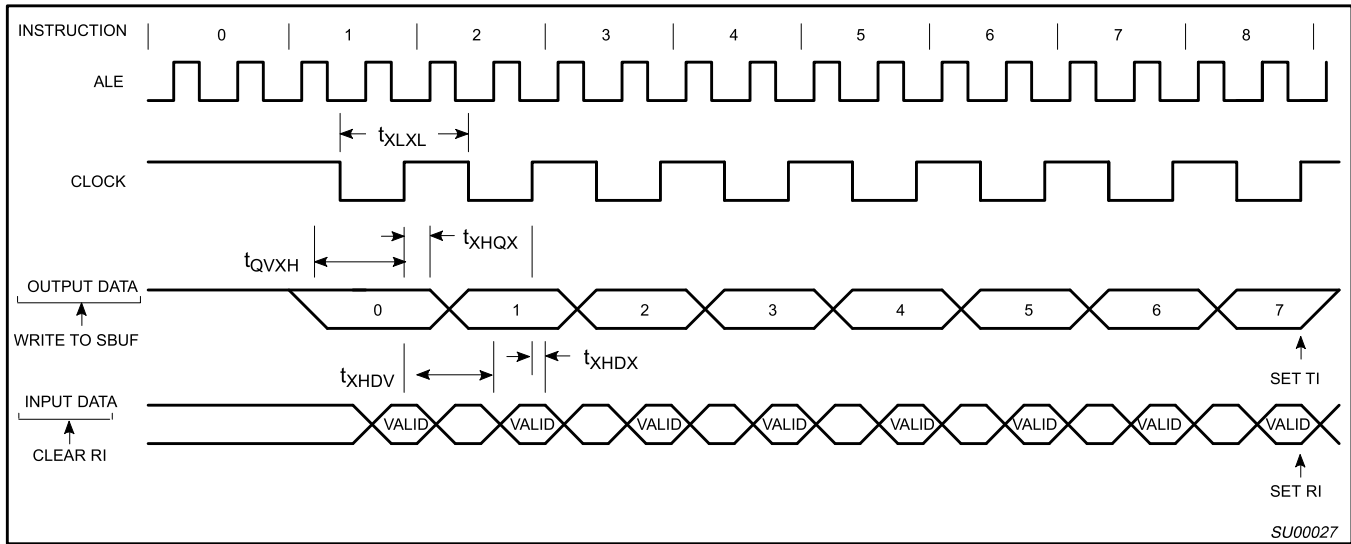 INSTRUCTION 0 1 2 3 4 5 6 7 8
ALE
tXLXL
CLOCK
tXHQX
tQVXH
OUTPUT DATA
0 1 2 3 4 5 6 7
WRITE TO SBUF
tXHDX
tXHDV
SET TI
INPUT DATA
VALID VALID VALID VALID VALID VALID VALID VALID
CLEAR RI
SET RI
SU00027